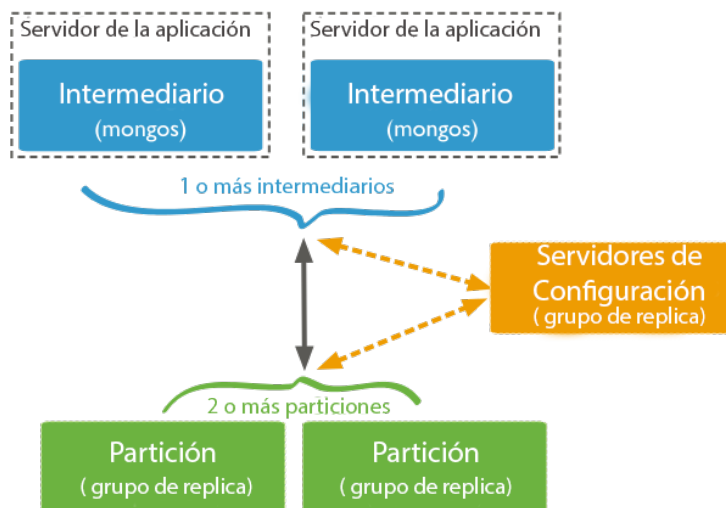 Servidor de la aplicación
Intermediario
(mongos)
Servidor de la aplicación
Intermediario
(mongos)
1 o más intermediarios
Servidores de
Configuración
( grupo de replica)
2 o más particiones
Partición
( grupo de replica)
Partición
( grupo de replica)